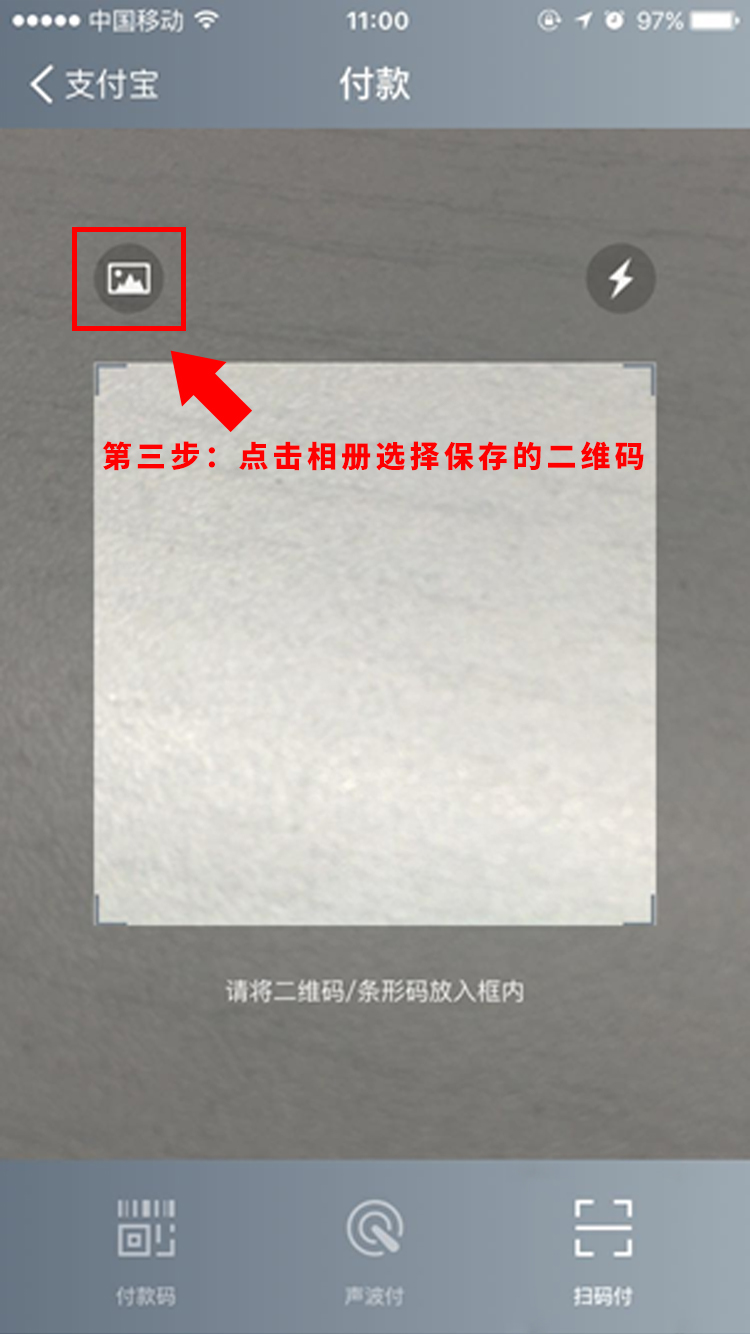 中国移动 11:00 97%
支付宝 付款
第三步：点击相册选择保存的二维码
请将二维码/条形码放入框内
付款码 声波付 扫码付